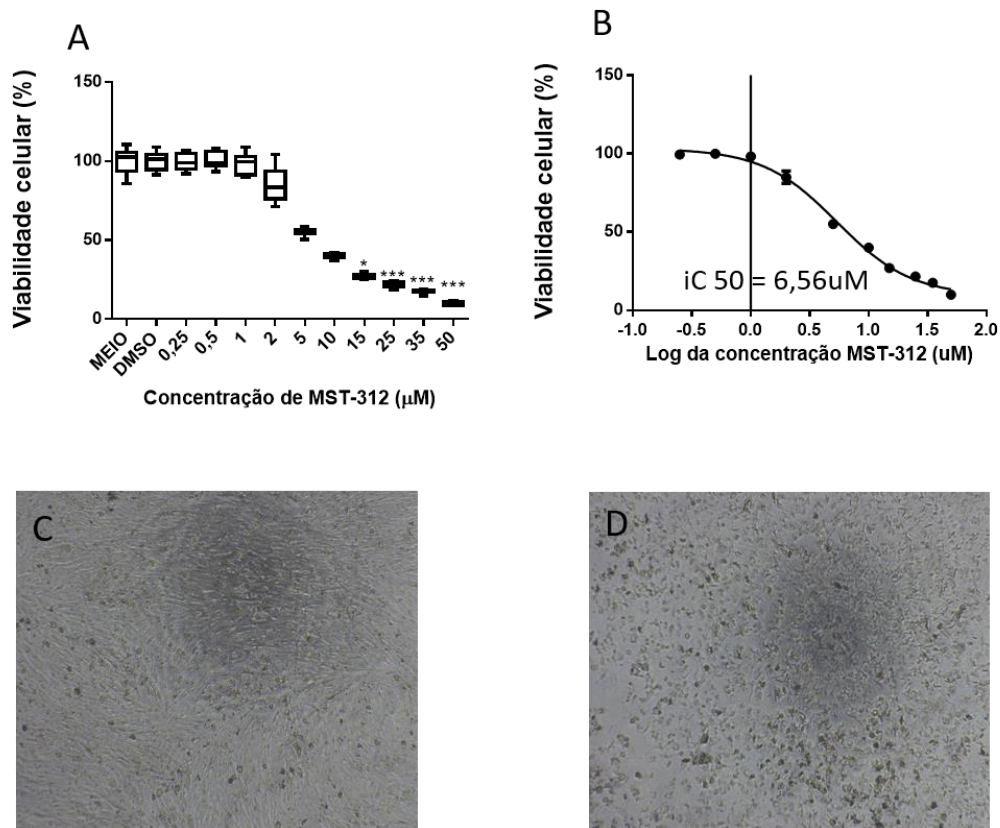 A
Viabilidade celular (%)
150
100
50
0
*
***
***
***
MEIO
DMSO
0,25
0,5
1
2
5
10
15
25
35
50
Concentração de MST-312 (μM)
B
Viabilidade celular (%)
150
100
50
0
iC 50 = 6,56uM
-1.0
-0.5
0.0
0.5
1.0
1.5
2.0
Log da concentração MST-312 (uM)
C
D